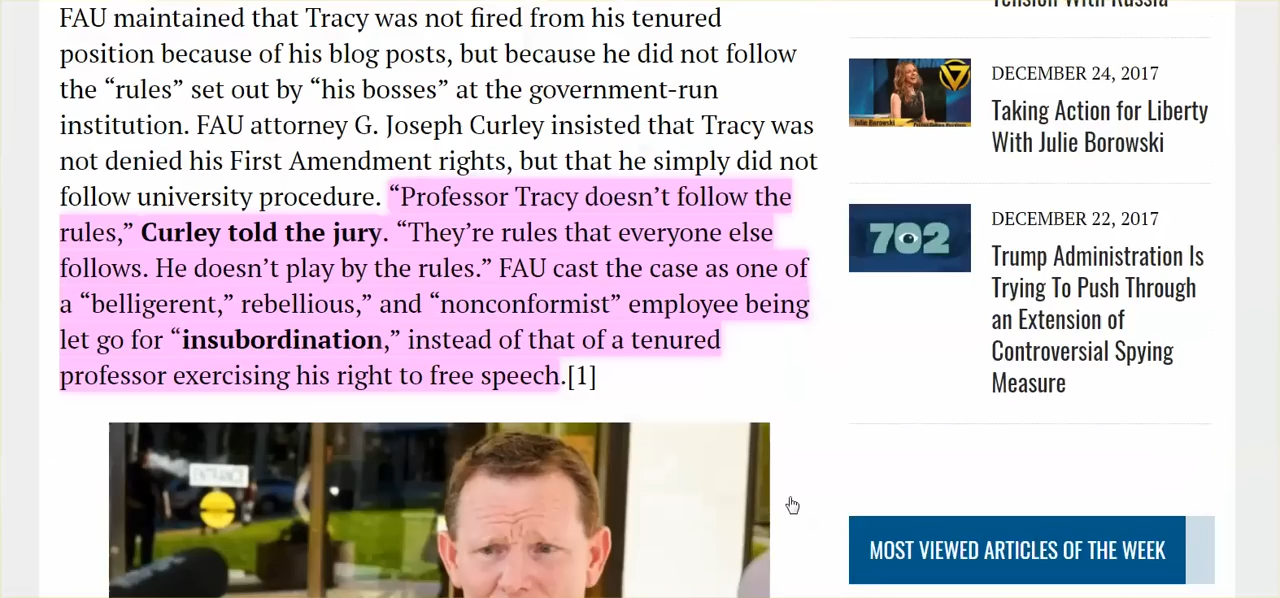 FAU maintained that Tracy was not fired from his tenured
position because of his blog posts, but because he did not follow
the “rules” set out by “his bosses” at the government-run
institution. FAU attorney G. Joseph Curley insisted that Tracy was
not denied his First Amendment rights, but that he simply did not
follow university procedure. “Professor Tracy doesn’t follow the
rules,” Curley told the jury. “They’re rules that everyone else
follows. He doesn’t play by the rules.” FAU cast the case as one of
a “belligerent,” rebellious,” and “nonconformist” employee being
let go for “insubordination,” instead of that of a tenured
professor exercising his right to free speech.[1]
ENTRANCE
Tension With Russia
Julie Borowski
DECEMBER 24, 2017
Taking Action for Liberty
With Julie Borowski
702
DECEMBER 22, 2017
Trump Administration Is
Trying To Push Through
an Extension of
Controversial Spying
Measure
MOST VIEWED ARTICLES OF THE WEEK